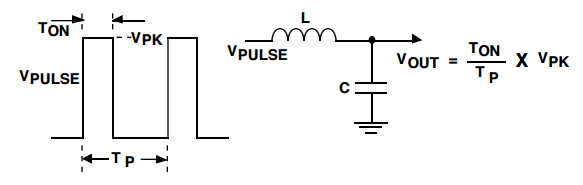 TON
VPK
VPULSE
TP
L
VPULSE
C
VOUT = TON / TP X VPK